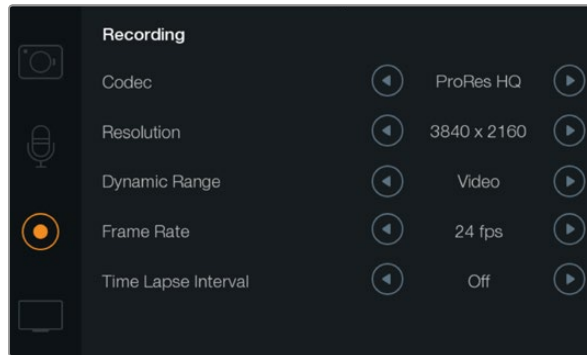 Recording
Codec ProRes HQ
Resolution 3840 x 2160
Dynamic Range Video
Frame Rate 24 fps
Time Lapse Interval Off